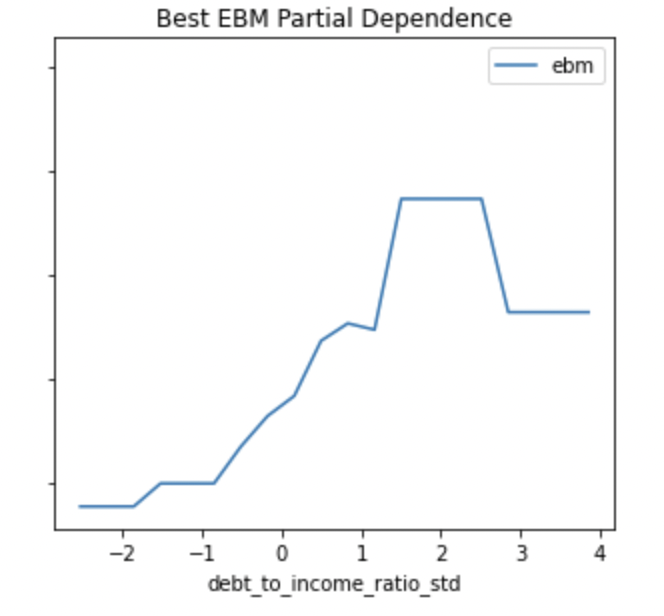 Best EBM Partial Dependence
ebm
−2 −1 0 1 2 3 4
debt_to_income_ratio_std